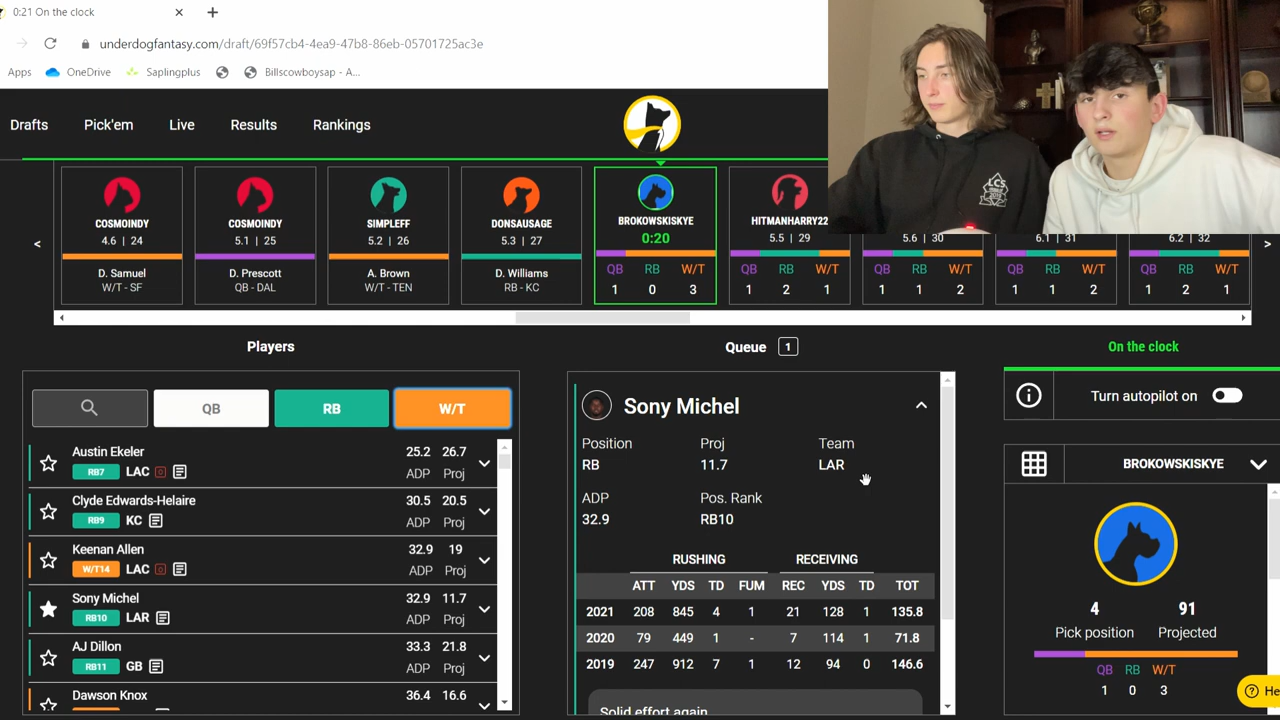 0:21 On the clock
underdogfantasy.com/draft/69f57cb4-4ea9-47b8-86eb-05701725ac3e
Apps OneDrive Saplingplus Billscowboysap - A...
Drafts Pick'em Live Results Rankings
COSMOINDY
4.6 | 24
D. Samuel
W/T - SF
COSMOINDY
5.1 | 25
D. Prescott
QB - DAL
SIMPLEFF
5.2 | 26
A. Brown
W/T - TEN
DONSAUSAGE
5.3 | 27
D. Williams
RB - KC
BROKOWSKISKYE
0:20
QB RB W/T
1 0 3
HITMANHARRY22
5.5 | 29
QB RB W/T
1 2 1
5.6 | 30
QB RB W/T
1 1 2
6.1 | 31
QB RB W/T
1 1 2
6.2 | 32
QB RB W/T
1 2 1
Players
QB RB W/T
Austin Ekeler 25.2 26.7
RB7 LAC O ADP Proj
Clyde Edwards-Helaire 30.5 20.5
RB9 KC ADP Proj
Keenan Allen 32.9 19
W/T14 LAC O ADP Proj
Sony Michel 32.9 11.7
RB10 LAR ADP Proj
AJ Dillon 33.3 21.8
RB11 GB ADP Proj
Dawson Knox 36.4 16.6
Queue 1
Sony Michel
Position Proj Team
RB 11.7 LAR
ADP Pos. Rank
32.9 RB10
RUSHING RECEIVING
ATT YDS TD FUM REC YDS TD TOT
2021 208 845 4 1 21 128 1 135.8
2020 79 449 1 - 7 114 1 71.8
2019 247 912 7 1 12 94 0 146.6
Solid effort again
On the clock
Turn autopilot on
BROKOWSKISKYE
4 91
Pick position Projected
QB RB W/T
1 0 3
He
LCS